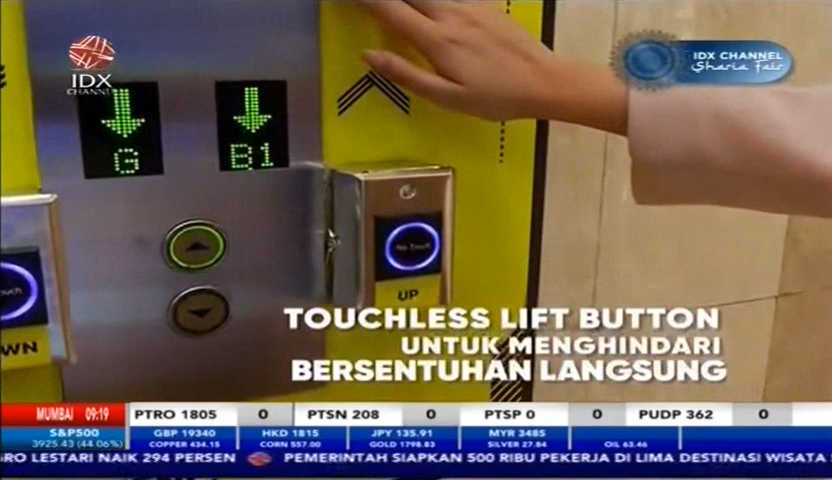 IDX
CHANNEL
IDX CHANNEL
Sharia Fair
G
B1
No Touch
ouch
UP
WN
TOUCHLESS LIFT BUTTON
UNTUK MENGHINDARI
BERSENTUHAN LANGSUNG
MUMBAI 09:19
PTRO 1805 0 PTSN 208 0 PTSP 0 0 PUDP 362 0
S&P500
3925.43 (44.06%)
GBP 19340 HKD 1815 JPY 135.91 MYR 3485
COPPER 434.15 CORN 557.00 GOLD 1798.83 SILVER 27.84 OIL 63.46
GRO LESTARI NAIK 294 PERSEN PEMERINTAH SIAPKAN 500 RIBU PEKERJA DI LIMA DESTINASI WISATA